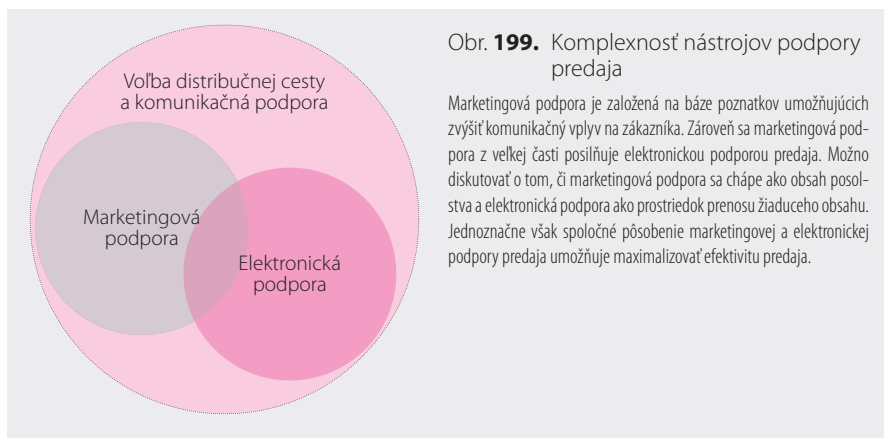 Voľba distribučnej cesty
a komunikačná podpora
Marketingová
podpora
Elektronická
podpora
Obr. 199. Komplexnosť nástrojov podpory
predaja
Marketingová podpora je založená na báze poznatkov umožňujúcich
zvýšiť komunikačný vplyv na zákazníka. Zároveň sa marketingová pod-
pora z veľkej časti posilňuje elektronickou podporou predaja. Možno
diskutovať o tom, či marketingová podpora sa chápe ako obsah posol-
stva a elektronická podpora ako prostriedok prenosu žiaduceho obsahu.
Jednoznačne však spoločné pôsobenie marketingovej a elektronickej
podpory predaja umožňuje maximalizovať efektivitu predaja.